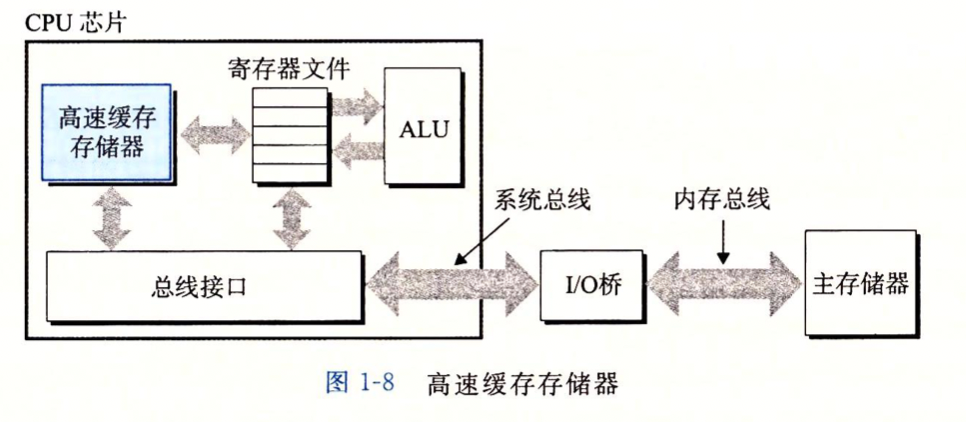 CPU 芯片
寄存器文件
高速缓存
存储器
ALU
系统总线
内存总线
总线接口
I/O桥
主存储器
图 1-8 高速缓存存储器